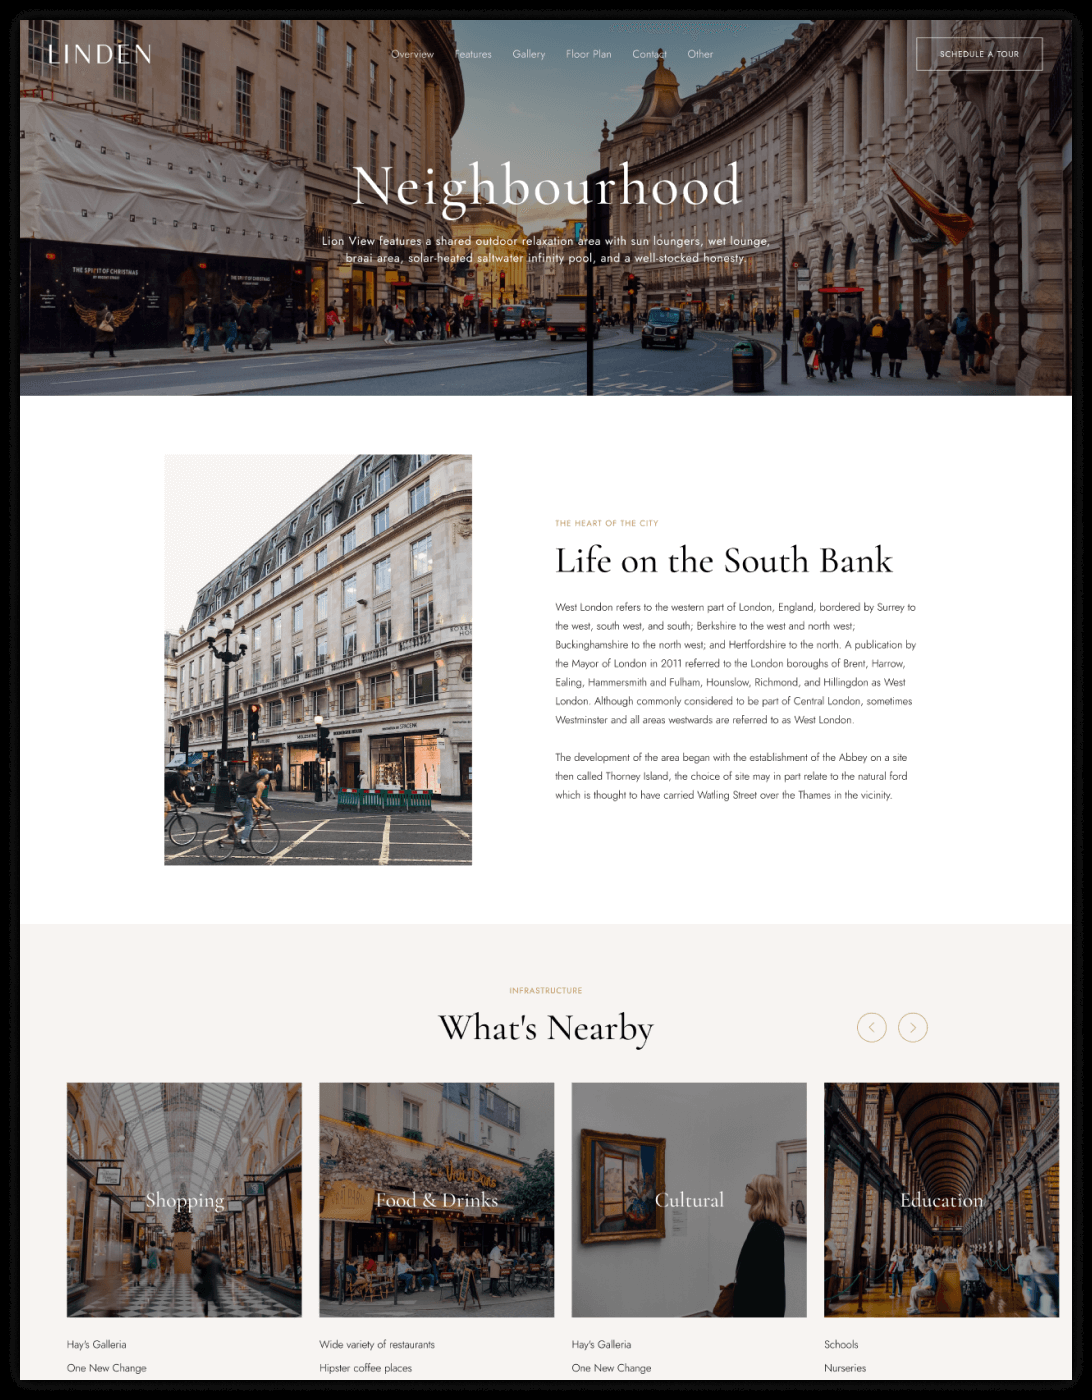 LINDEN
Overview Features Gallery Floor Plan Contact Other
SCHEDULE A TOUR
Neighbourhood
Lion View features a shared outdoor relaxation area with sun loungers, wet lounge,
braai area, solar-heated saltwater infinity pool, and a well-stocked honesty.
THE SPIRIT OF CHRISTMAS
THE SPIRIT OF CHRISTMAS
THE HEART OF THE CITY
Life on the South Bank
West London refers to the western part of London, England, bordered by Surrey to
the west, south west, and south; Berkshire to the west and north west;
Buckinghamshire to the north west; and Hertfordshire to the north. A publication by
the Mayor of London in 2011 referred to the London boroughs of Brent, Harrow,
Ealing, Hammersmith and Fulham, Hounslow, Richmond, and Hillingdon as West
London. Although commonly considered to be part of Central London, sometimes
Westminster and all areas westwards are referred to as West London.
The development of the area began with the establishment of the Abbey on a site
then called Thorney Island, the choice of site may in part relate to the natural ford
which is thought to have carried Watling Street over the Thames in the vicinity.
INFRASTRUCTURE
What's Nearby
Shopping
Food & Drinks
Cultural
Education
Hay's Galleria
One New Change
Wide variety of restaurants
Hipster coffee places
Hay's Galleria
One New Change
Schools
Nurseries